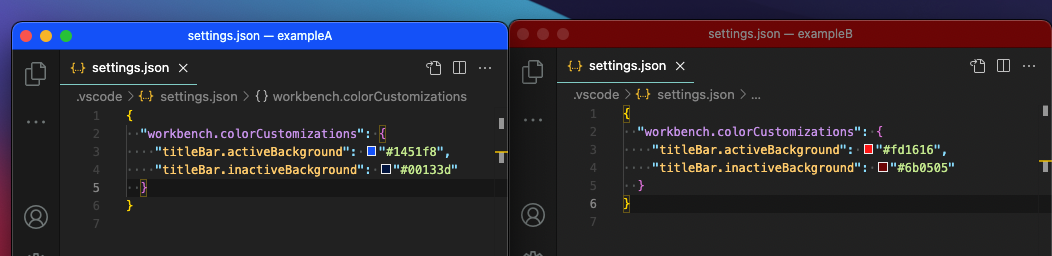 settings.json — exampleA
{..} settings.json ×
.vscode > {..} settings.json > {} workbench.colorCustomizations
1 {
2 "workbench.colorCustomizations": {
3 "titleBar.activeBackground": "#1451f8",
4 "titleBar.inactiveBackground": "#00133d"
5 }
6 }
7
settings.json — exampleB
{..} settings.json ×
.vscode > {..} settings.json > ...
1 {
2 "workbench.colorCustomizations": {
3 "titleBar.activeBackground": "#fd1616",
4 "titleBar.inactiveBackground": "#6b0505"
5 }
6 }
7